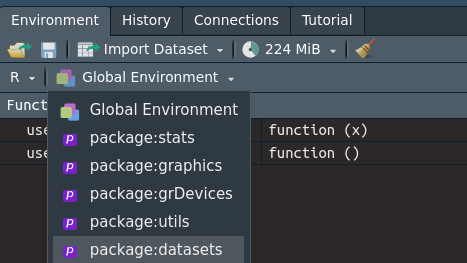 Environment History Connections Tutorial
Import Dataset 224 MiB
R Global Environment
Funct
Global Environment
use function (x)
package:stats
use function ()
package:graphics
package:grDevices
package:utils
package:datasets